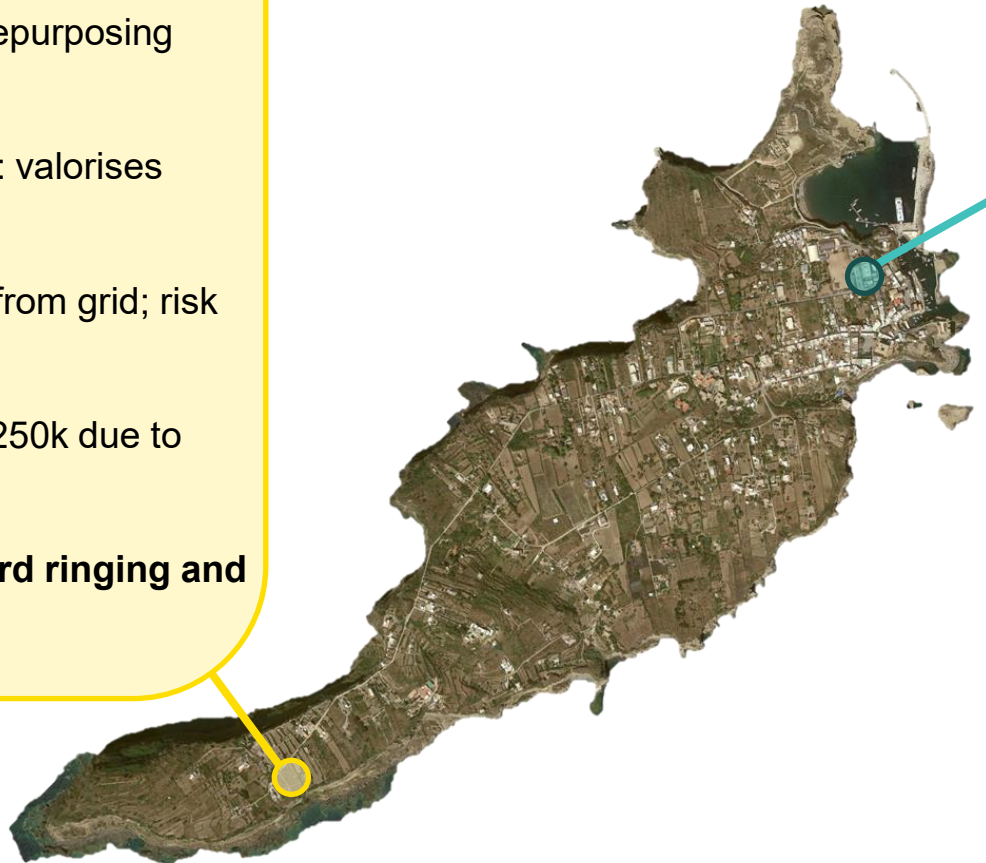 epurposing
: valorises
from grid; risk
250k due to
rd ringing and